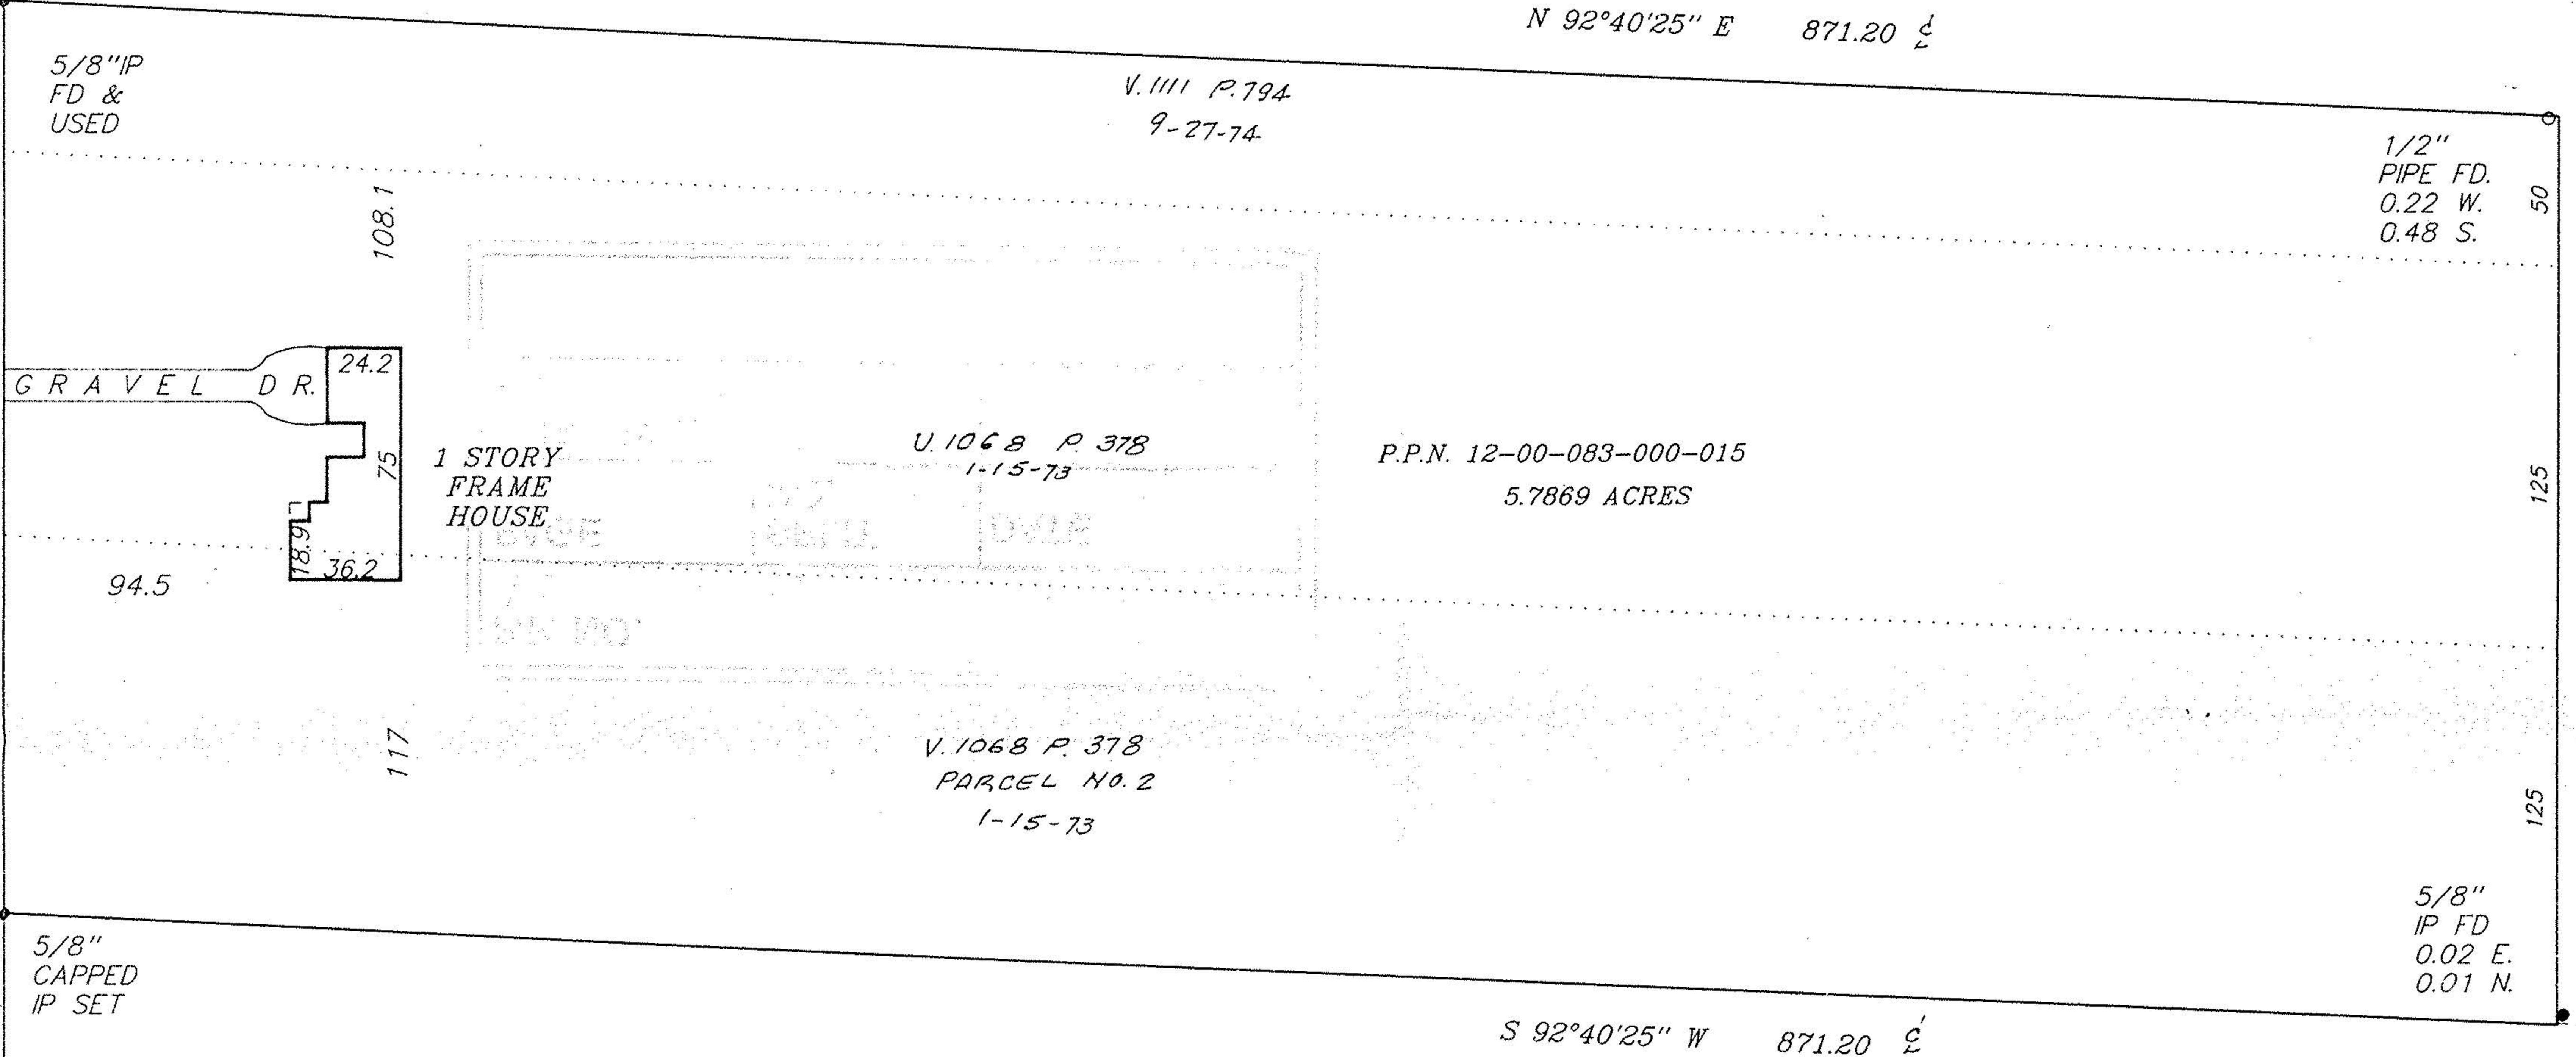 N 92°40'25" E 871.20 ℄
5/8"IP
FD &
USED
V.1111 P.794
9-27-74
1/2"
PIPE FD.
0.22 W.
0.48 S.
50
108.1
24.2
GRAVEL DR.
75
1 STORY
FRAME
HOUSE
U.1068 P. 378
1-15-73
P.P.N. 12-00-083-000-015
5.7869 ACRES
125
18.9
36.2
94.5
117
V.1068 P. 378
PARCEL NO. 2
1-15-73
125
5/8"
CAPPED
IP SET
5/8"
IP FD
0.02 E.
0.01 N.
S 92°40'25" W 871.20 ℄